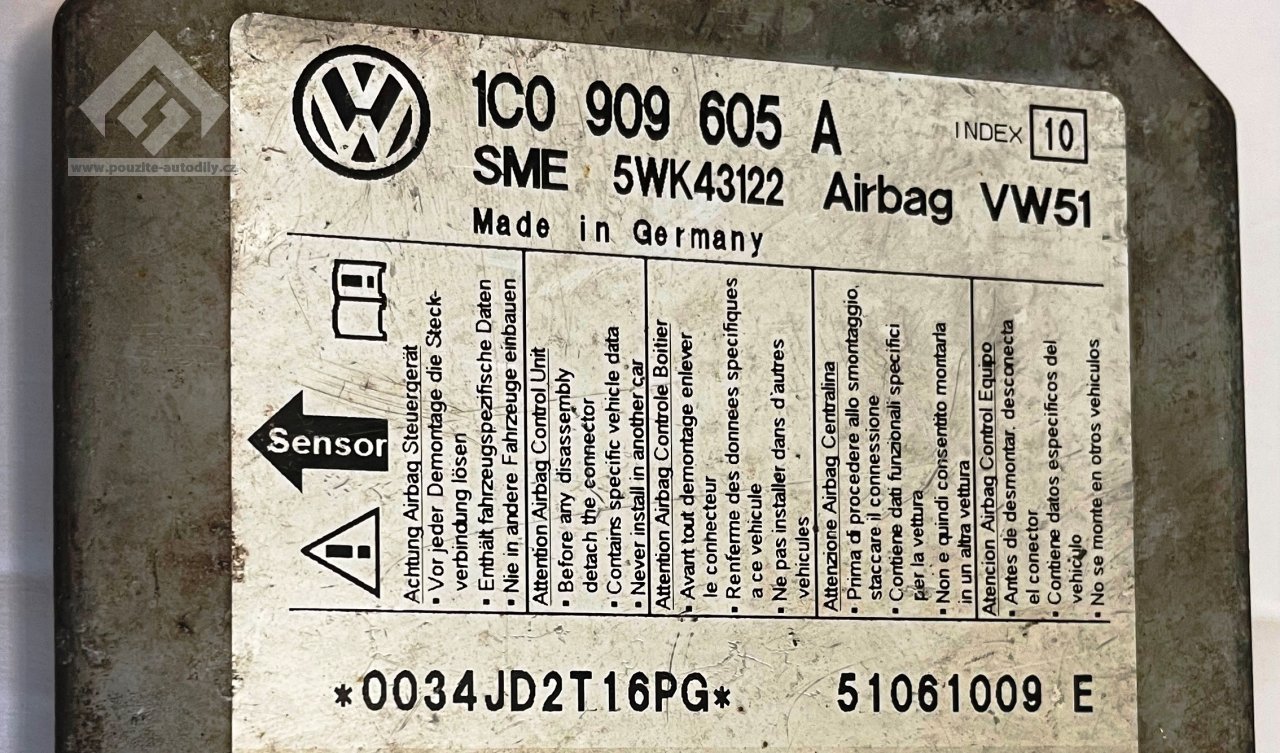 www.pouzite-autodily.cz
1C0 909 605 A
INDEX 10
SME 5WK43122 Airbag VW51
Made in Germany
Sensor
Achtung Airbag Steuergerät
• Vor jeder Demontage die Steck-
verbindung lösen
• Enthält fahrzeugspezifische Daten
• Nie in andere Fahrzeuge einbauen
Attention Airbag Control Unit
• Before any disassembly
detach the connector
• Contains specific vehicle data
• Never install in another car
Attention Airbag Controle Boitier
• Avant tout demontage enlever
le conhecteur
• Renferme des donnees specifiques
a ce vehicule
• Ne pas installer dans d'autres
vehicules
Attenzione Airbag Centralina
• Prima di procedere allo smontaggio,
staccare il connessione
• Contiene dati funzionali specifici
per la vettura
• Non e quindi consentito montarla
in un altra vettura
Atencion Airbag Control Equipo
• Antes de desmontar, desconecta
el conector
• Contiene datos especificos del
vehiculo
• No se monte en otros vehiculos
*0034JD2T16PG* 51061009 E